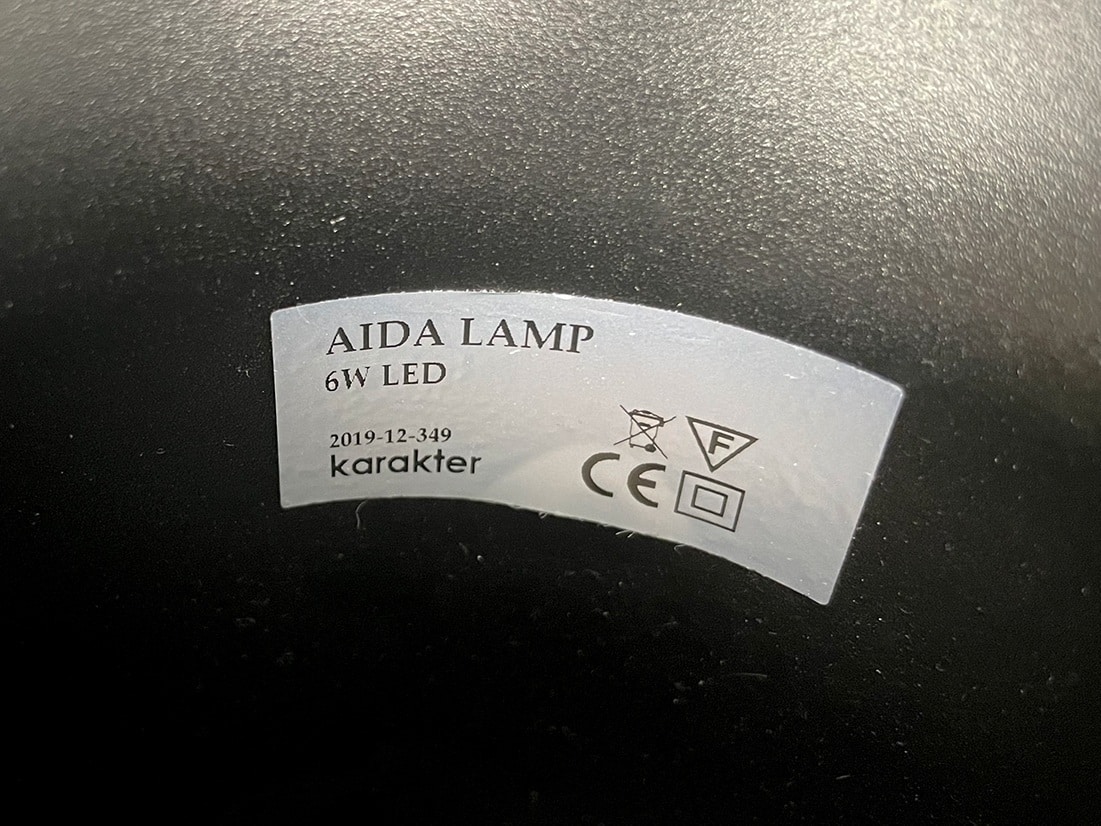 AIDA LAMP
6W LED
2019-12-349
karakter
F
CE